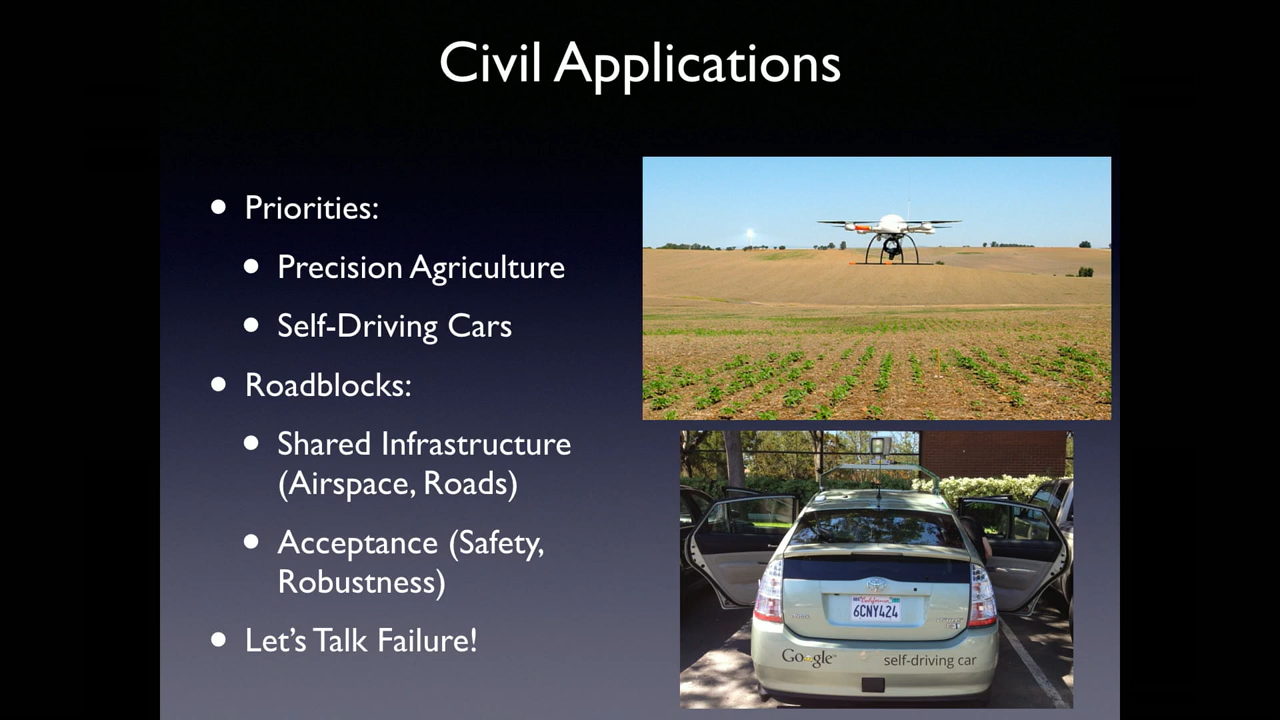 Civil Applications
• Priorities:
• Precision Agriculture
• Self-Driving Cars
• Roadblocks:
• Shared Infrastructure
(Airspace, Roads)
• Acceptance (Safety,
Robustness)
• Let's Talk Failure!
California
6CNY424
Google
self-driving car